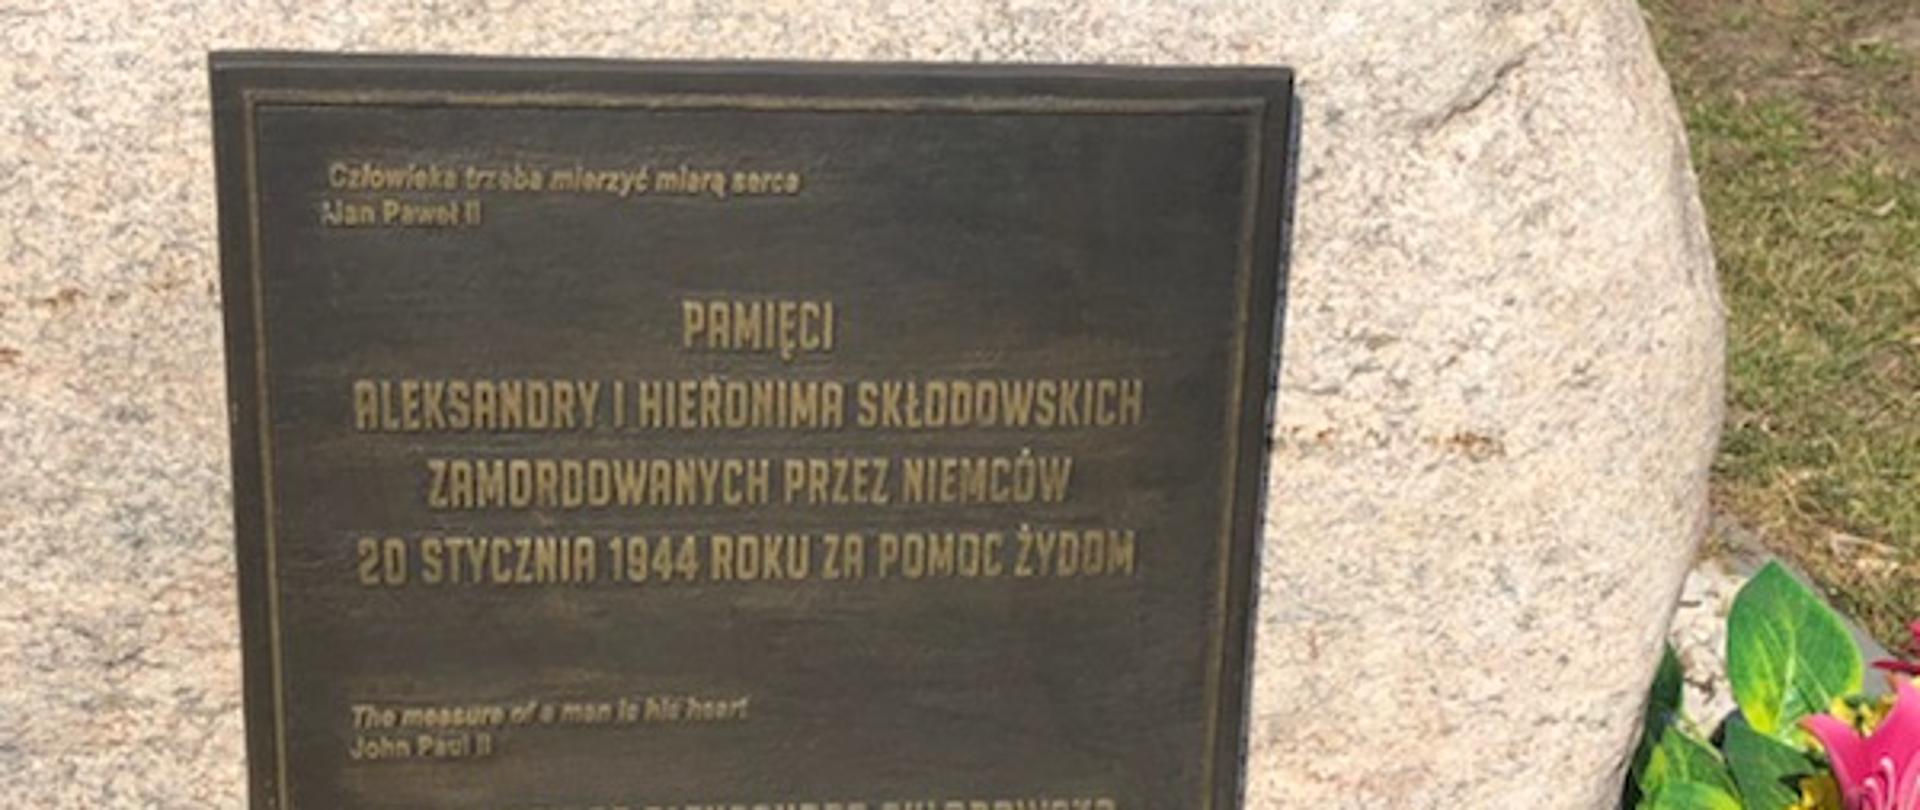 Człowieka trzeba mierzyć miarą serca
Jan Paweł II
PAMIĘCI
ALEKSANDRY I HIERONIMA SKŁODOWSKICH
ZAMORDOWANYCH PRZEZ NIEMCÓW
20 STYCZNIA 1944 ROKU ZA POMOC ŻYDOM
The measure of a man is his heart
John Paul II